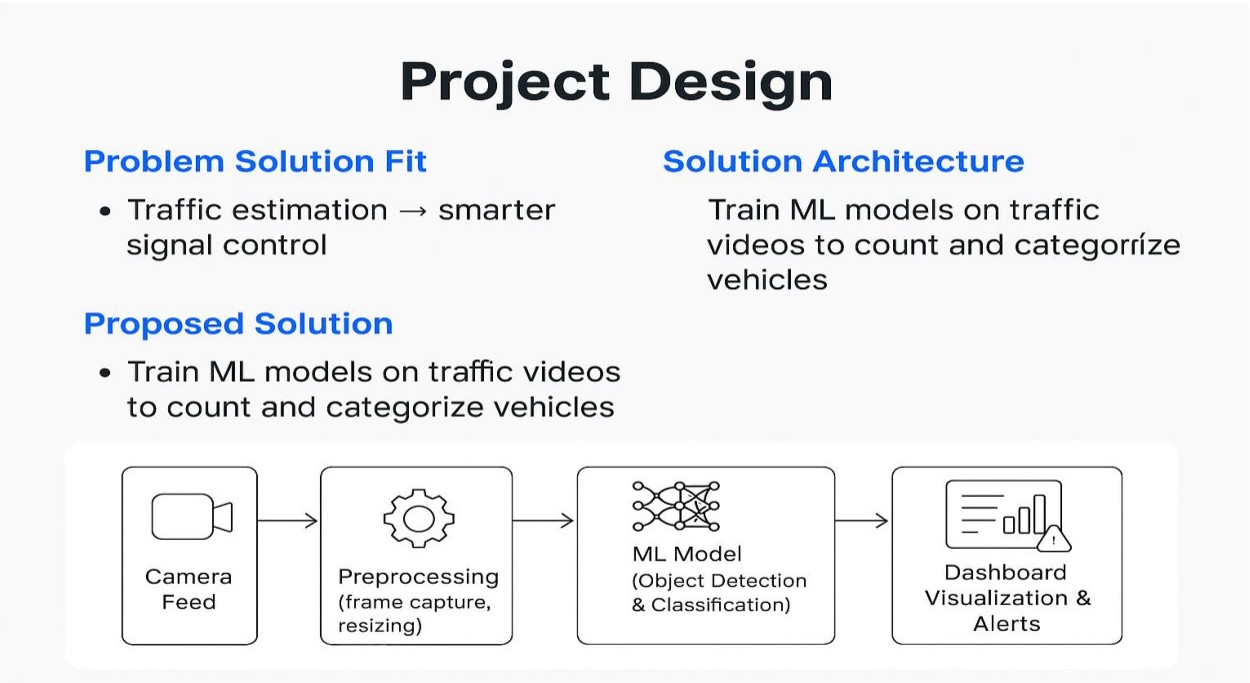 Project Design
Problem Solution Fit
• Traffic estimation → smarter
signal control
Proposed Solution
• Train ML models on traffic videos
to count and categorize vehicles
Solution Architecture
Train ML models on traffic
videos to count and categorríze
vehicles
Camera
Feed
Preprocessing
(frame capture,
resizing)
ML Model
(Object Detection
& Classification)
Dashboard
Visualization &
Alerts